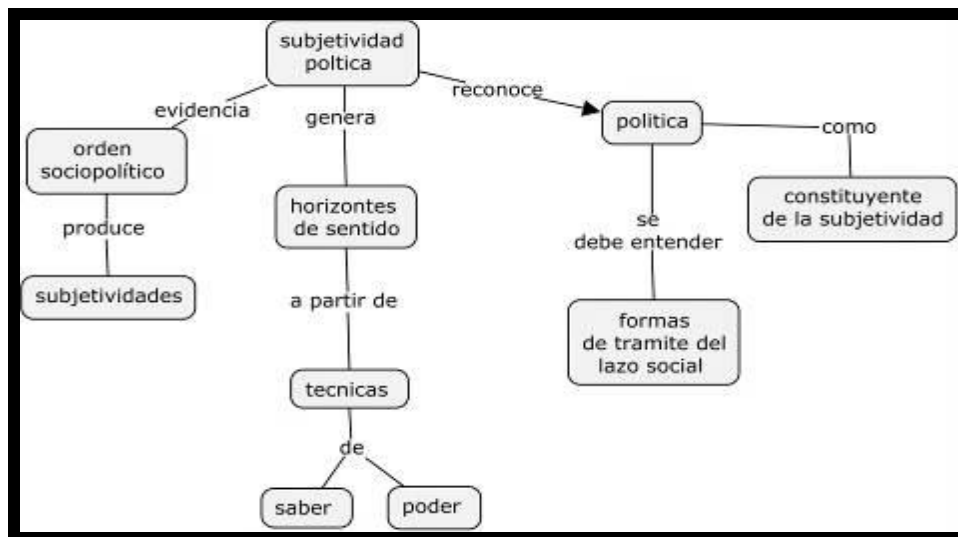 subjetividad
poltica
evidencia
genera
reconoce
orden
sociopolítico
politica
como
horizontes
de sentido
constituyente
de la subjetividad
produce
se
debe entender
subjetividades
a partir de
formas
de tramite del
lazo social
tecnicas
de
saber
poder